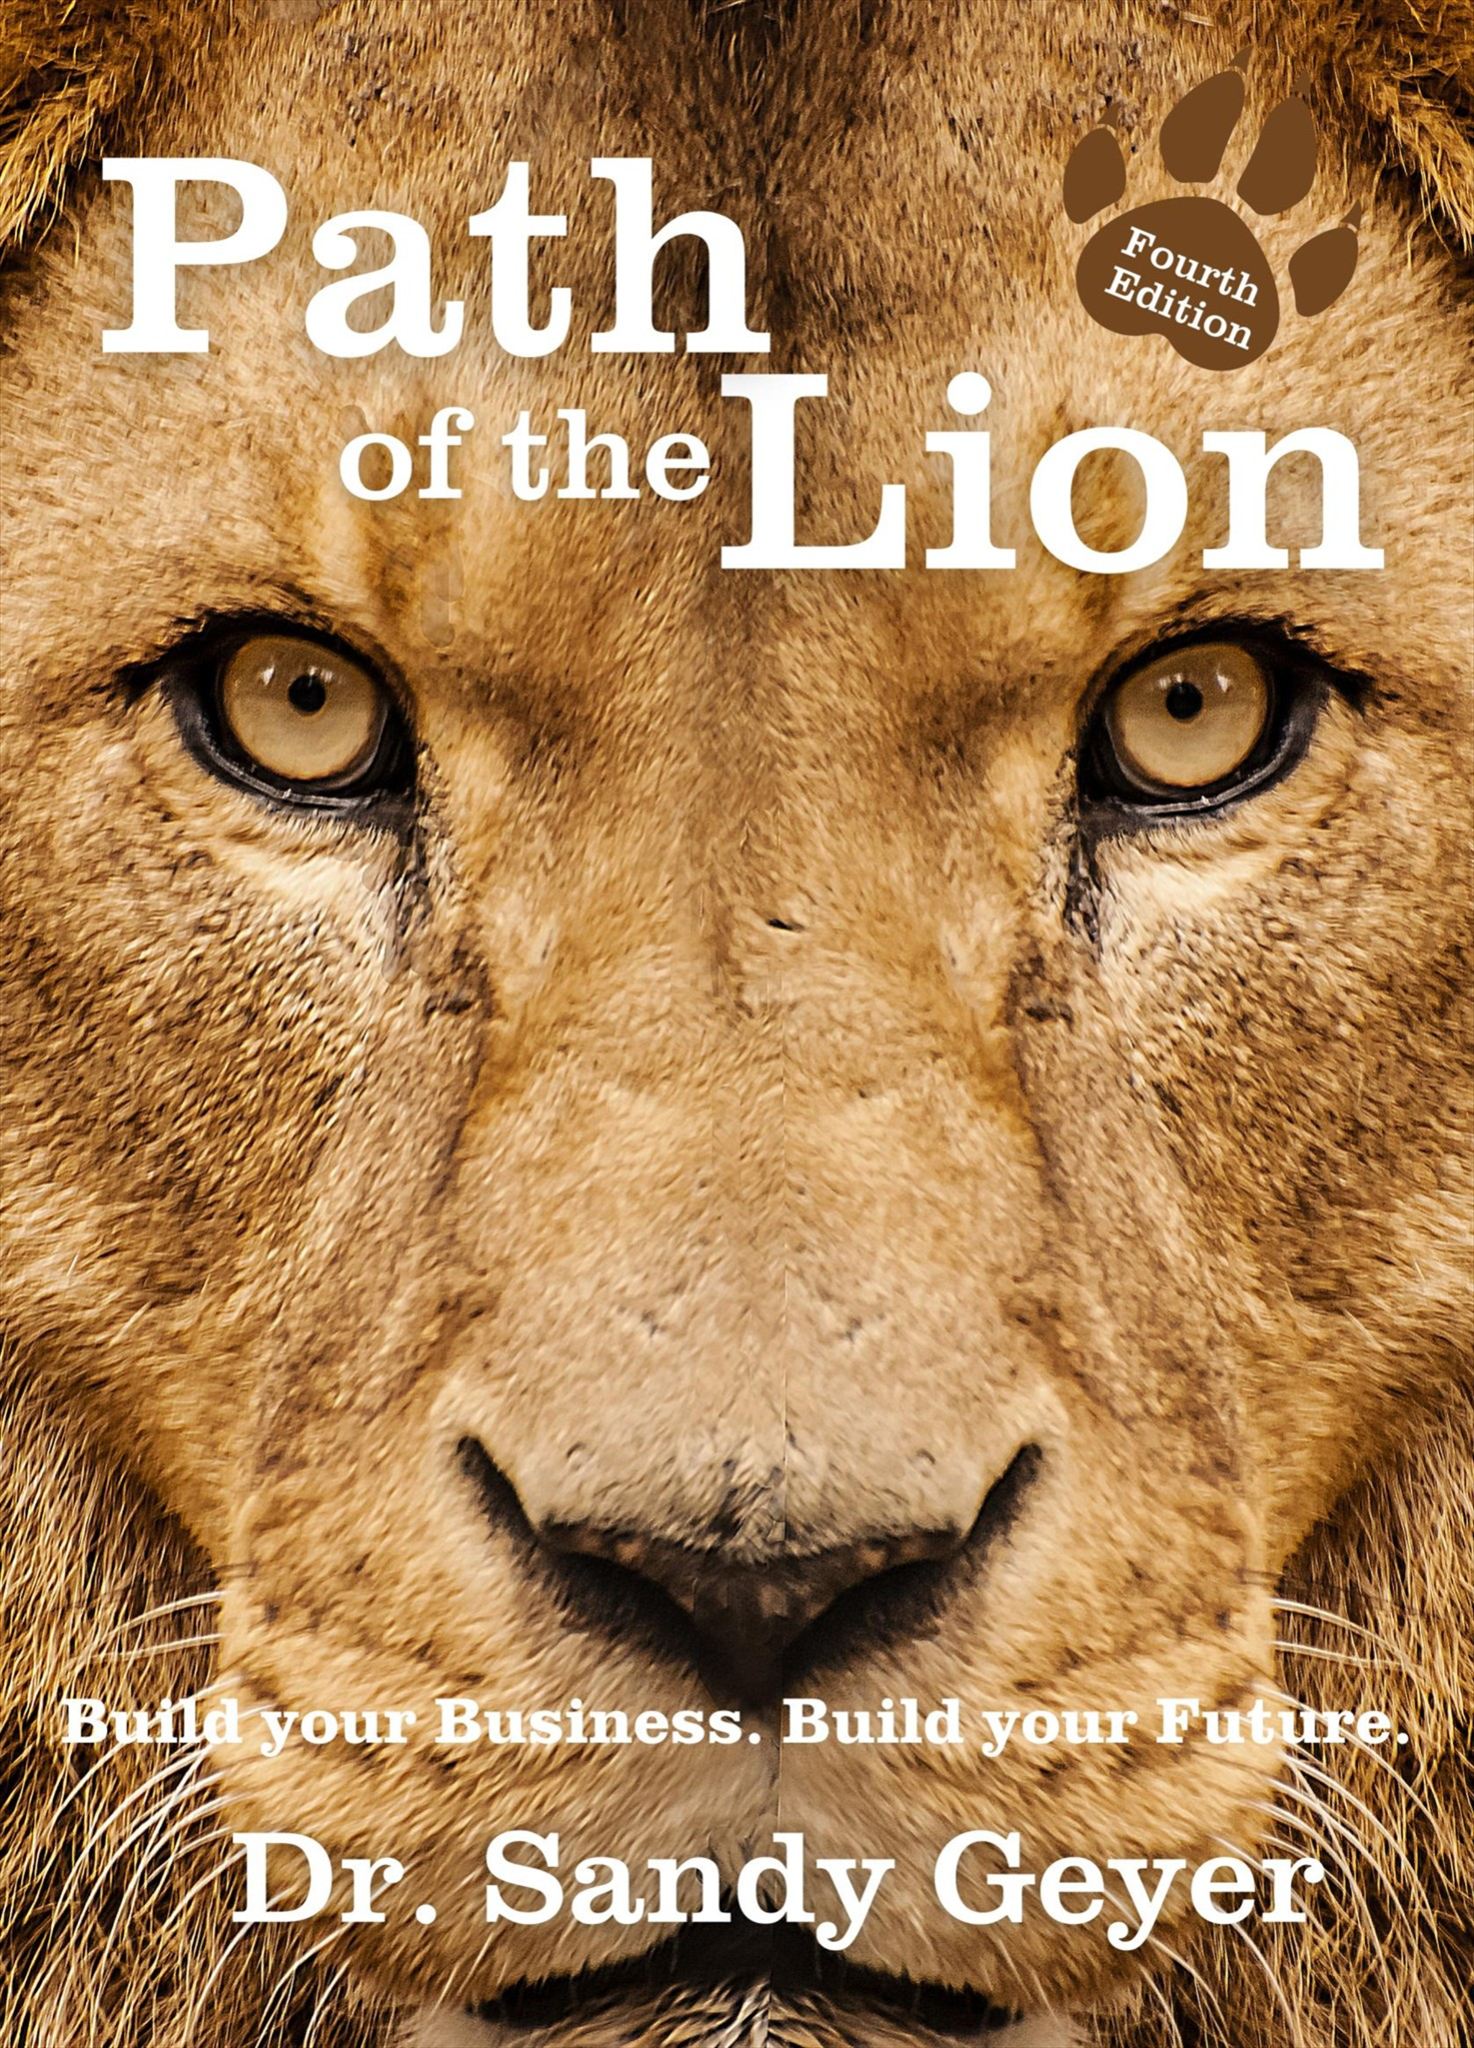 Path
of the Lion
Fourth
Edition
Build your Business. Build your Future.
Dr. Sandy Geyer